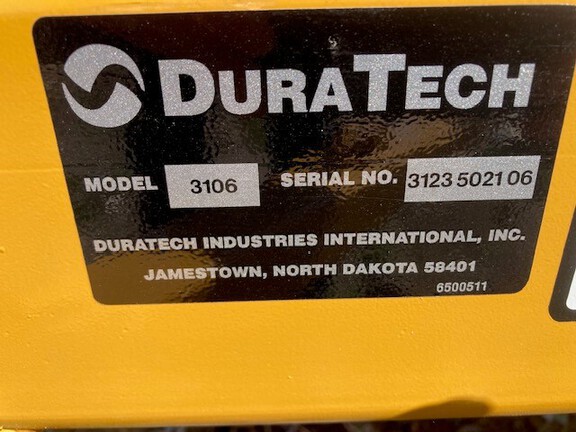 DURATECH
MODEL 3106 SERIAL NO. 3123 5021 06
DURATECH INDUSTRIES INTERNATIONAL, INC.
JAMESTOWN, NORTH DAKOTA 58401
6500511